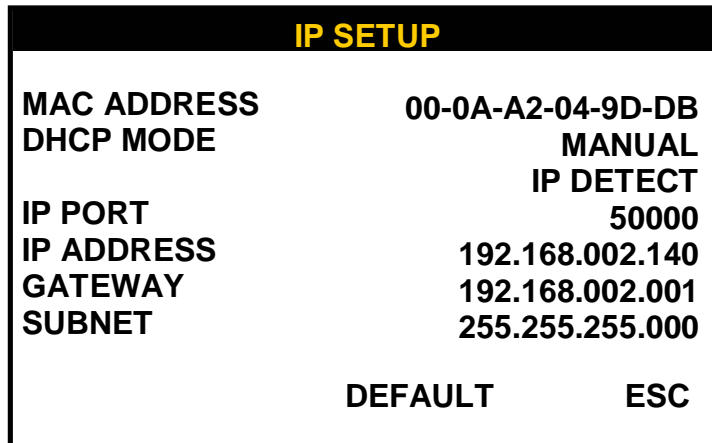 IP SETUP
MAC ADDRESS 00-0A-A2-04-9D-DB
DHCP MODE MANUAL
IP DETECT
IP PORT 50000
IP ADDRESS 192.168.002.140
GATEWAY 192.168.002.001
SUBNET 255.255.255.000
DEFAULT ESC